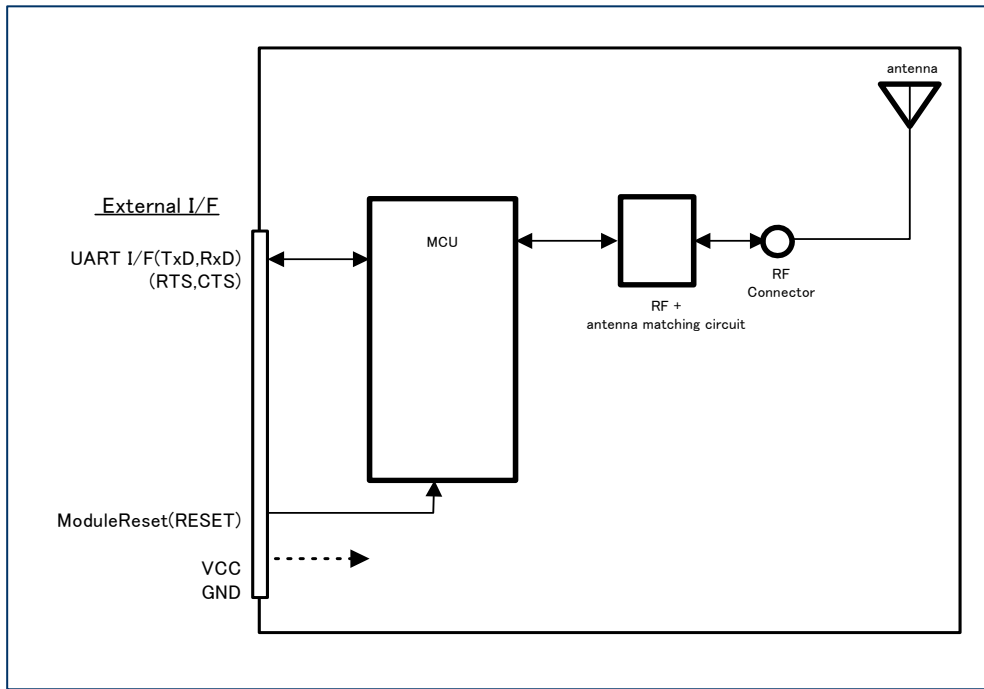 antenna
External I/F
UART I/F(TxD,RxD)
(RTS,CTS)
MCU
RF
Connector
RF +
antenna matching circuit
ModuleReset(RESET)
VCC
GND